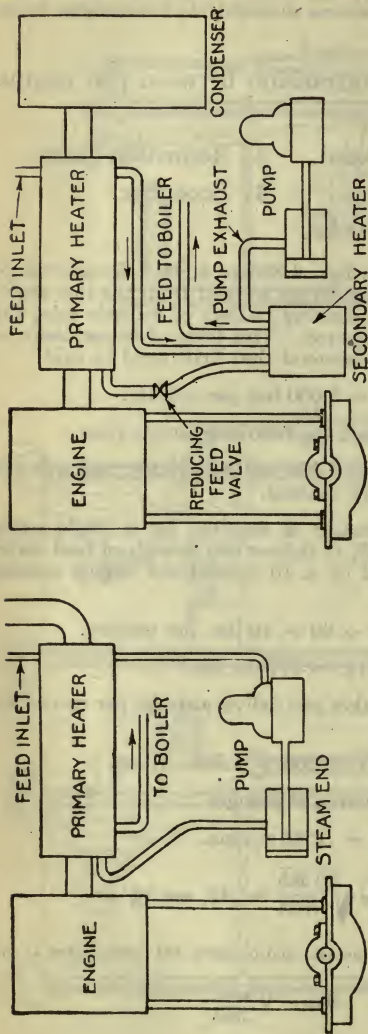 FEED INLET
ENGINE
PRIMARY HEATER
TO BOILER
PUMP
STEAM END
FEED INLET
ENGINE
PRIMARY HEATER
CONDENSER
REDUCING
FEED
VALVE
FEED TO BOILER
PUMP EXHAUST
PUMP
SECONDARY HEATER